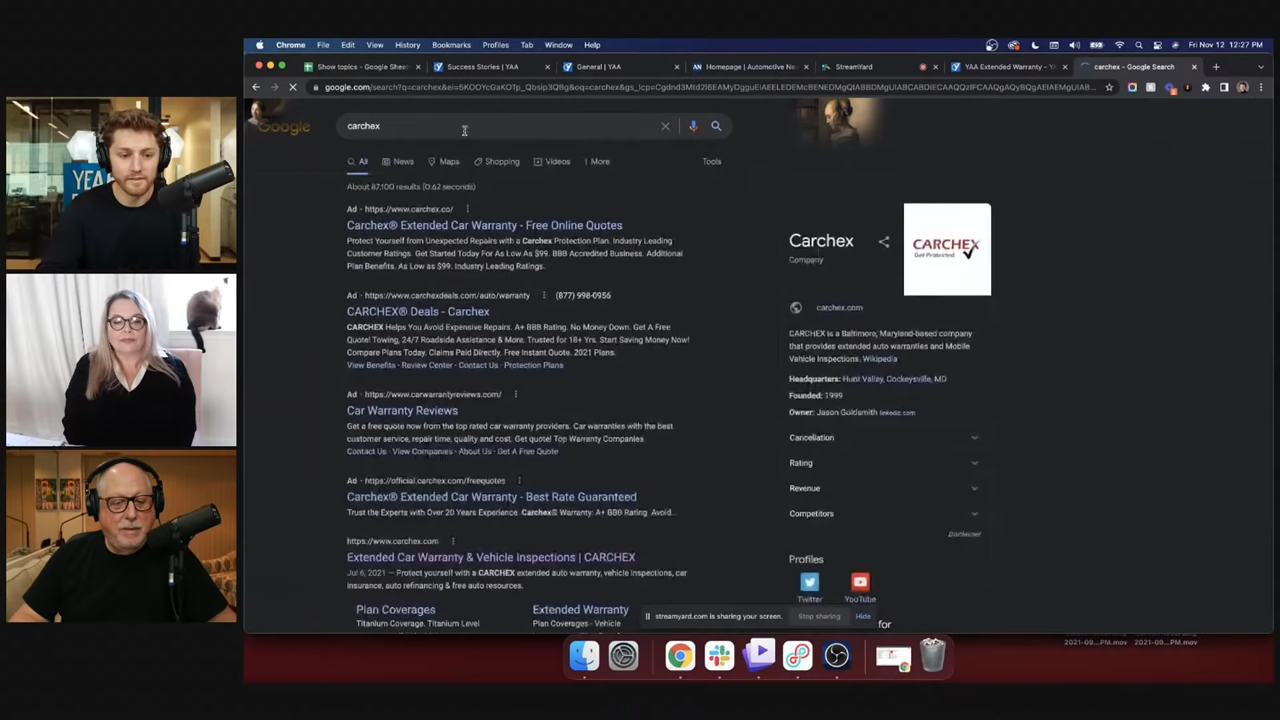 Chrome File Edit View History Bookmarks Profiles Tab Window Help
Fri Nov 12 12:27 PM
Show topics - Google Sheet
Success Stories | YAA
General | YAA
Homepage | Automotive Ne
StreamYard
YAA Extended Warranty -
carchex - Google Search
Google
carchex
All News Maps Shopping Videos More
Tools
About 87,100 results (0.62 seconds)
Ad · https://www.carchex.co/
Carchex® Extended Car Warranty - Free Online Quotes
Protect Yourself from Unexpected Repairs with a Carchex Protection Plan. Industry Leading
Customer Ratings. Get Started Today For As Low As $99. BBB Accredited Business. Additional
Plan Benefits. As Low as $99. Industry Leading Ratings.
Ad · https://www.carchexdeals.com/auto/warranty (877) 998-0956
CARCHEX® Deals - Carchex
CARCHEX Helps You Avoid Expensive Repairs. A+ BBB Rating. No Money Down. Get A Free
Quote! Towing, 24/7 Roadside Assistance & More. Trusted for 18+ Yrs. Start Saving Money Now!
Compare Plans Today. Claims Paid Directly. Free Instant Quote. 2021 Plans.
View Benefits · Review Center · Contact Us · Protection Plans
Ad · https://www.carwarrantyreviews.com/
Car Warranty Reviews
Get a free quote now from the top rated car warranty providers. Car warranties with the best
customer service, repair time, quality and cost. Get quote! Top Warranty Companies
Contact Us · View Companies · About Us · Get A Free Quote
Ad · https://official.carchex.com/freequotes
Carchex® Extended Car Warranty - Best Rate Guaranteed
Trust the Experts with Over 20 Years Experience. Carchex® Warranty: A+ BBB Rating Avoid...
https://www.carchex.com
Extended Car Warranty & Vehicle Inspections | CARCHEX
Jul 6, 2021 — Protect yourself with a CARCHEX extended auto warranty, vehicle inspections, car
insurance, auto refinancing & free auto resources.
Plan Coverages
Titanium Coverage. Titanium Level
Extended Warranty
Plan Coverages - Vehicle
Carchex
Company
CARCHEX
Get Protected
carchex.com
CARCHEX is a Baltimore, Maryland-based company
that provides extended auto warranties and Mobile
Vehicle Inspections. Wikipedia
Headquarters: Hunt Valley, Cockeysville, MD
Founded: 1999
Owner: Jason Goldsmith
Cancellation
Rating
Revenue
Competitors
Disclaimer
Profiles
Twitter
YouTube
streamyard.com is sharing your screen.
Stop sharing
Hide
for
YEA